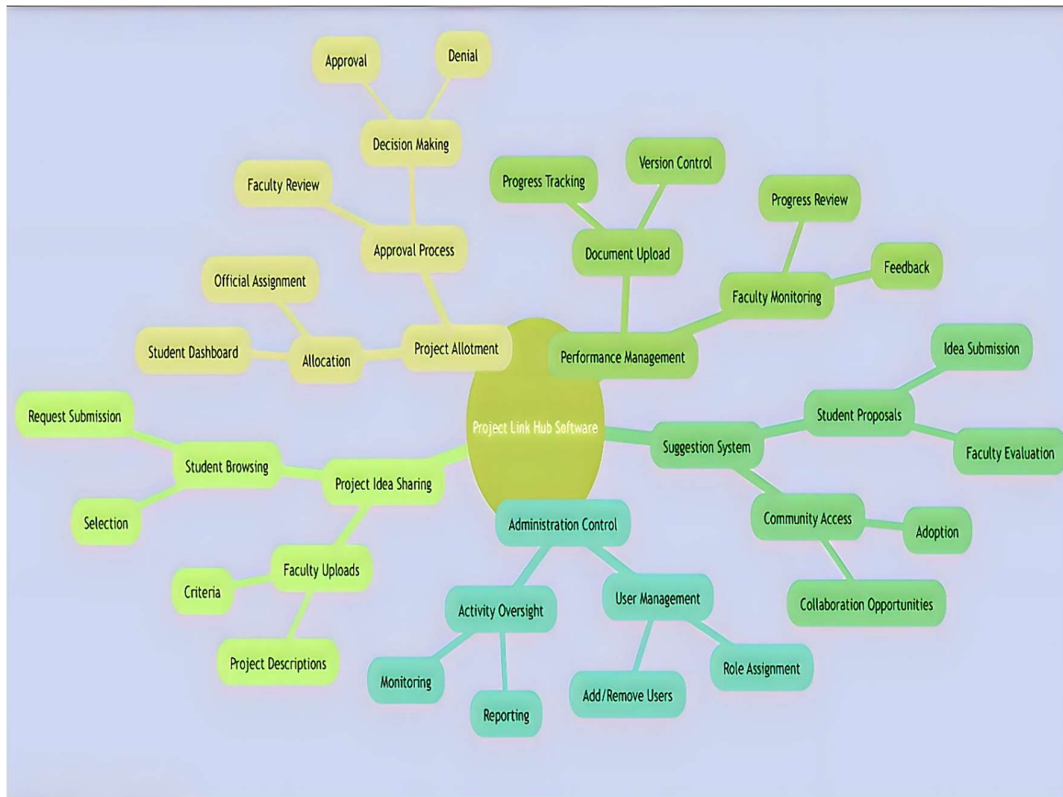 Approval
Denial
Decision Making
Version Control
Progress Tracking
Faculty Review
Progress Review
Approval Process
Document Upload
Feedback
Official Assignment
Faculty Monitoring
Idea Submission
Student Dashboard
Allocation
Project Allotment
Performance Management
Student Proposals
Request Submission
Project Link Hub Software
Suggestion System
Faculty Evaluation
Student Browsing
Project Idea Sharing
Selection
Administration Control
Community Access
Adoption
Faculty Uploads
Criteria
Activity Oversight
User Management
Collaboration Opportunities
Project Descriptions
Monitoring
Role Assignment
Add/Remove Users
Reporting